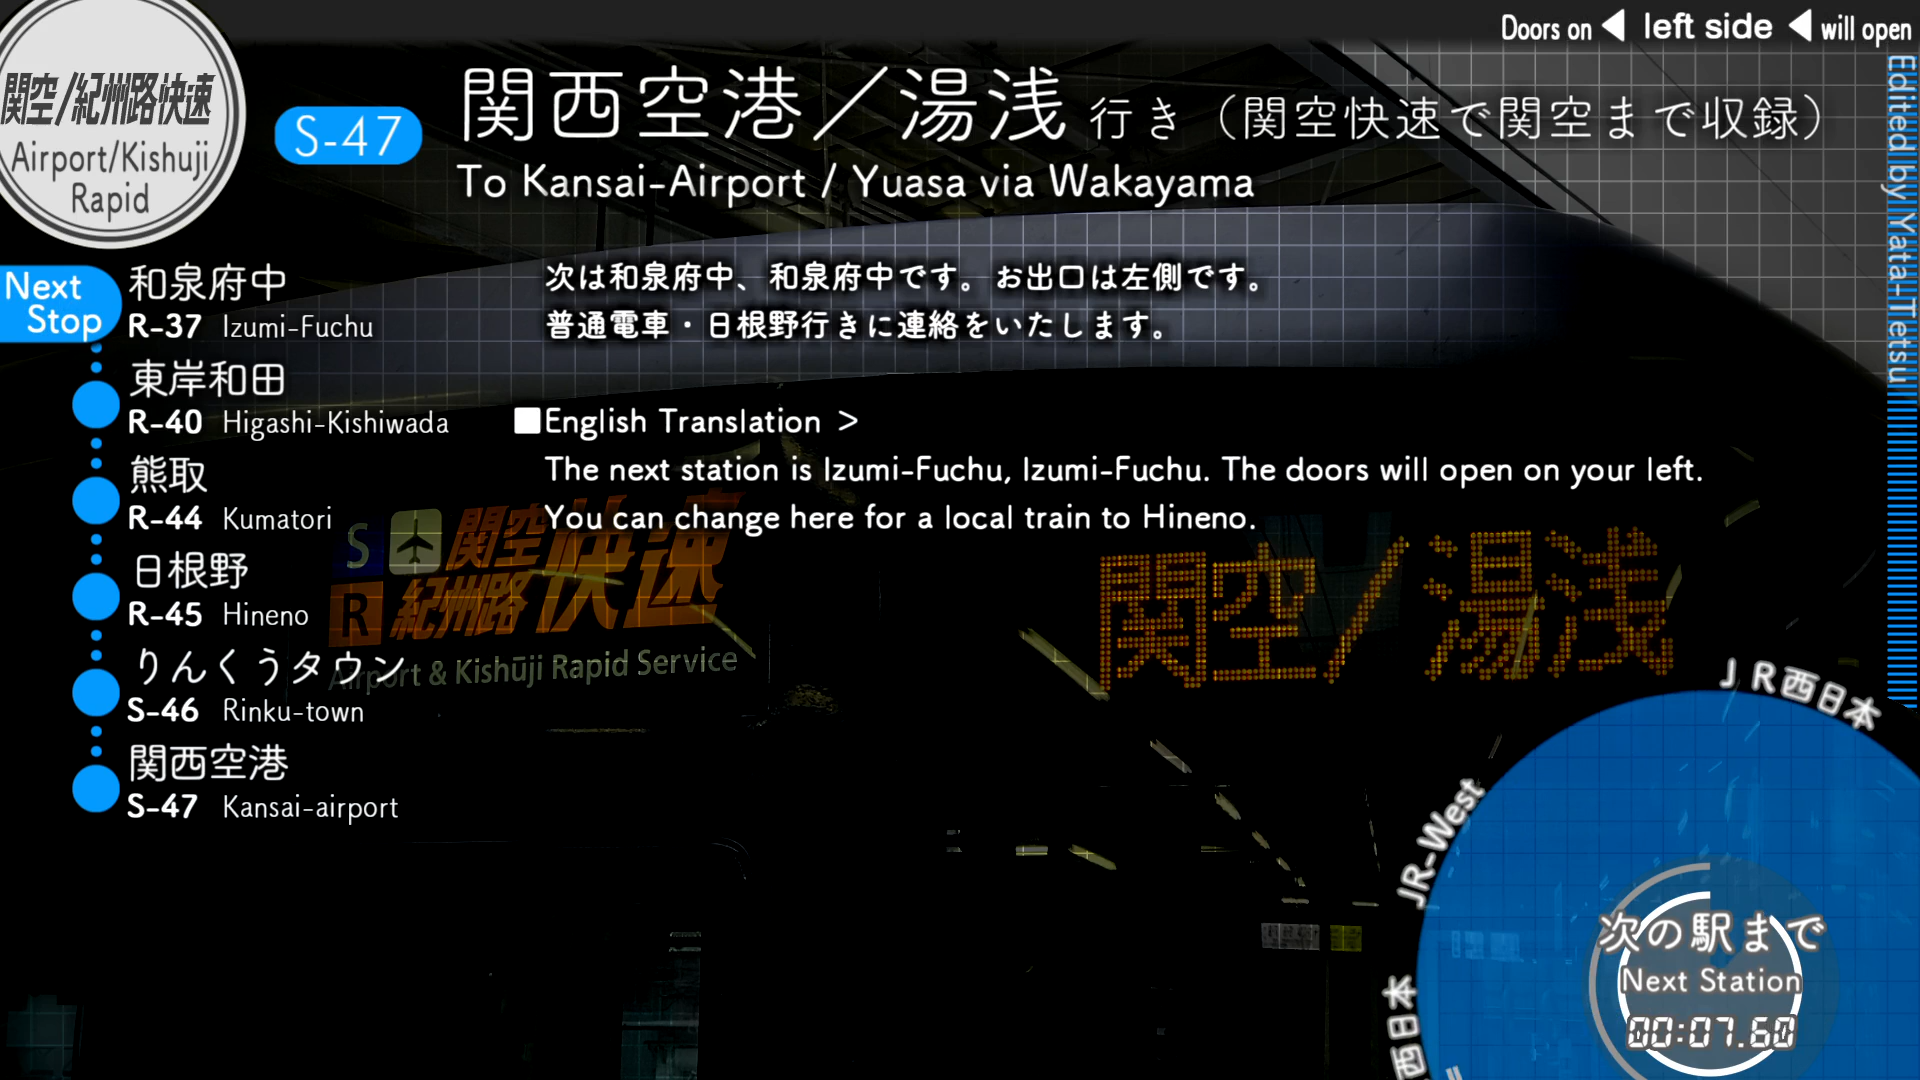 Doors on ◀ left side ◀ will open
関空/紀州路快速
Airport/Kishuji
Rapid
S-47
関西空港／湯浅 行き（関空快速で関空まで収録）
To Kansai-Airport / Yuasa via Wakayama
Edited by Yata-Tetsu
Next
Stop
和泉府中
R-37 Izumi-Fuchu
東岸和田
R-40 Higashi-Kishiwada
熊取
R-44 Kumatori
日根野
R-45 Hineno
りんくうタウン
S-46 Rinku-town
関西空港
S-47 Kansai-airport
次は和泉府中、和泉府中です。お出口は左側です。
普通電車・日根野行きに連絡をいたします。
■English Translation >
The next station is Izumi-Fuchu, Izumi-Fuchu. The doors will open on your left.
You can change here for a local train to Hineno.
S 関空
R 紀州路快速
Airport & Kishūji Rapid Service
関空/湯浅
JR西日本
JR-West
西日本
次の駅まで
Next Station
00:07.60